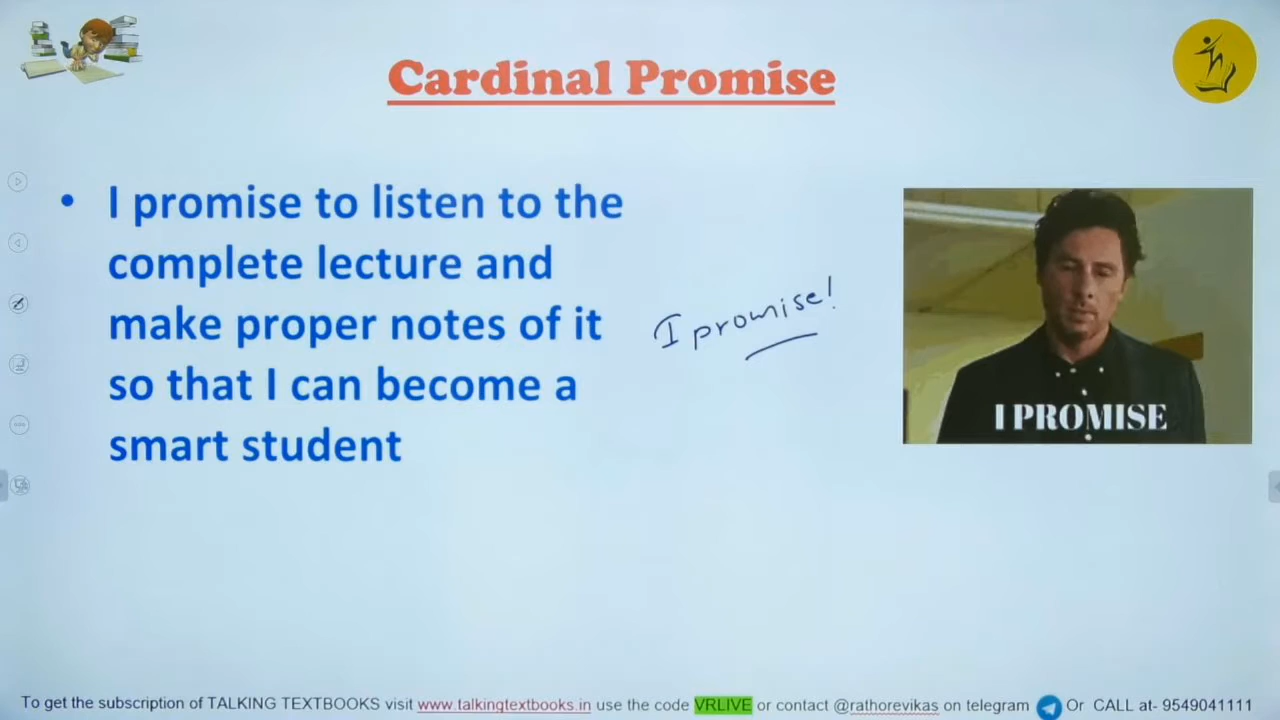 Cardinal Promise
• I promise to listen to the
complete lecture and
make proper notes of it
so that I can become a
smart student
I promise!
I PROMISE
To get the subscription of TALKING TEXTBOOKS visit www.talkingtextbooks.in use the code VRLIVE or contact @rathorevikas on telegram Or CALL at- 9549041111